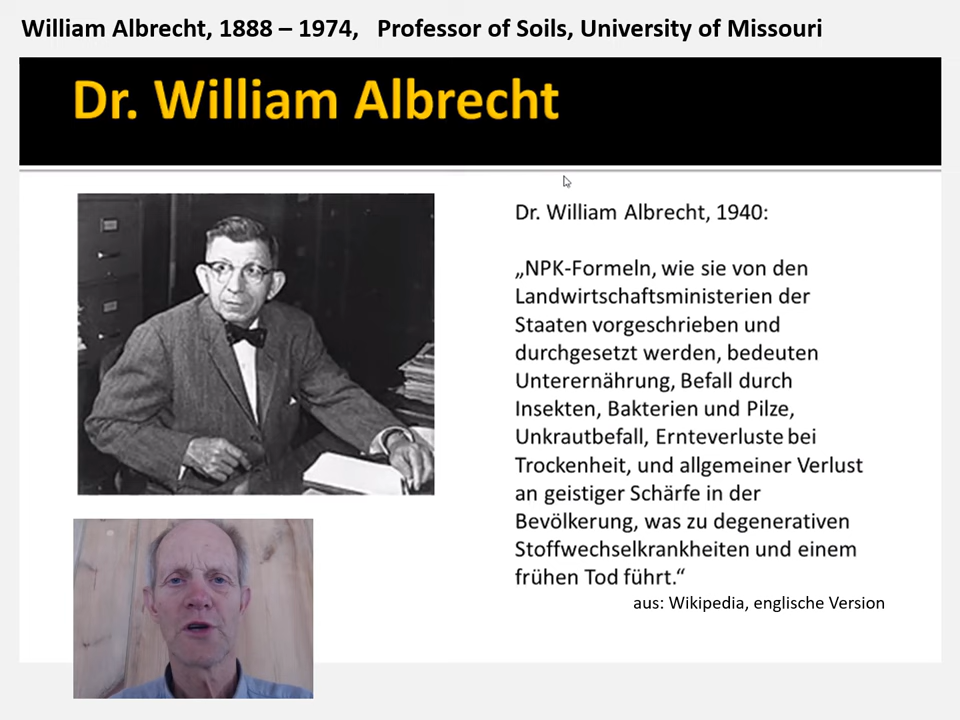 William Albrecht, 1888 – 1974,   Professor of Soils, University of Missouri
Dr. William Albrecht
Dr. William Albrecht, 1940:
„NPK-Formeln, wie sie von den
Landwirtschaftsministerien der
Staaten vorgeschrieben und
durchgesetzt werden, bedeuten
Unterernährung, Befall durch
Insekten, Bakterien und Pilze,
Unkrautbefall, Ernteverluste bei
Trockenheit, und allgemeiner Verlust
an geistiger Schärfe in der
Bevölkerung, was zu degenerativen
Stoffwechselkrankheiten und einem
frühen Tod führt.“
aus: Wikipedia, englische Version